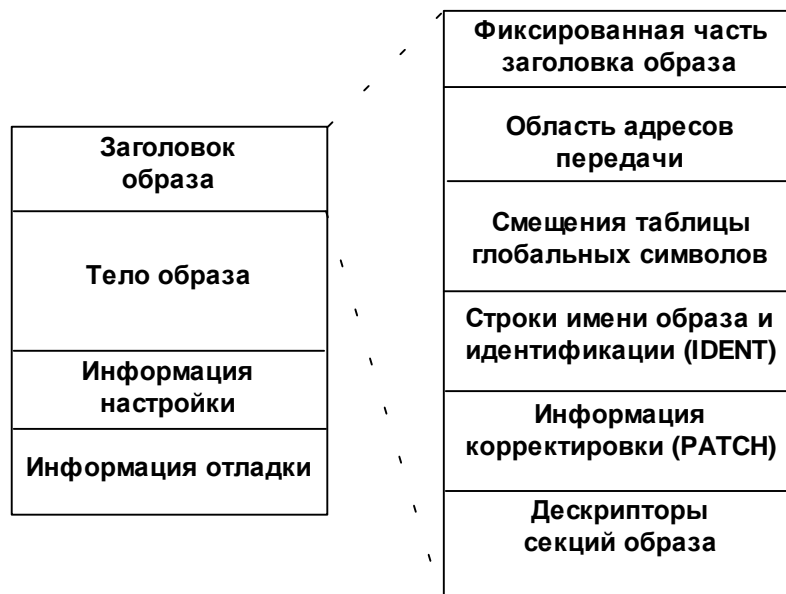 Заголовок
образа
Тело образа
Информация
настройки
Информация отладки
Фиксированная часть
заголовка образа
Область адресов
передачи
Смещения таблицы
глобальных символов
Строки имени образа и
идентификации (IDENT)
Информация
корректировки (PATCH)
Дескрипторы
секций образа